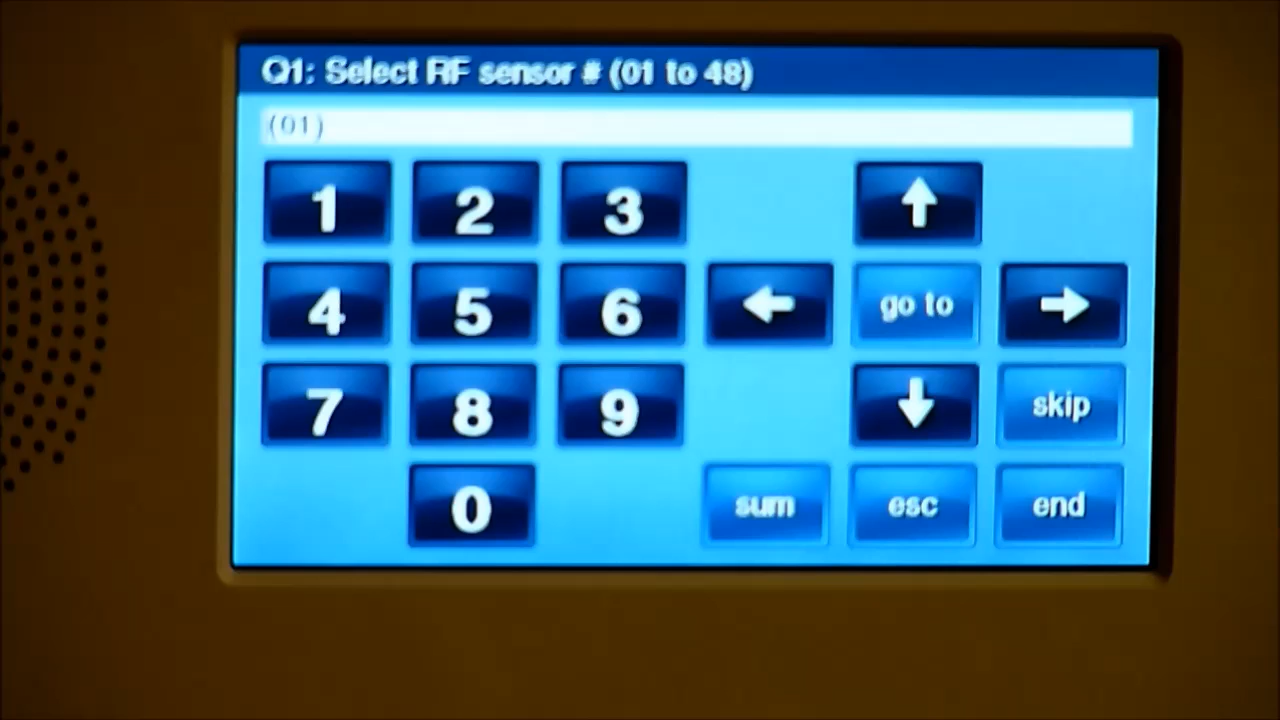 Q1: Select RF sensor # (01 to 48)
(01)
1 2 3
4 5 6 go to
7 8 9 skip
0 sum esc end